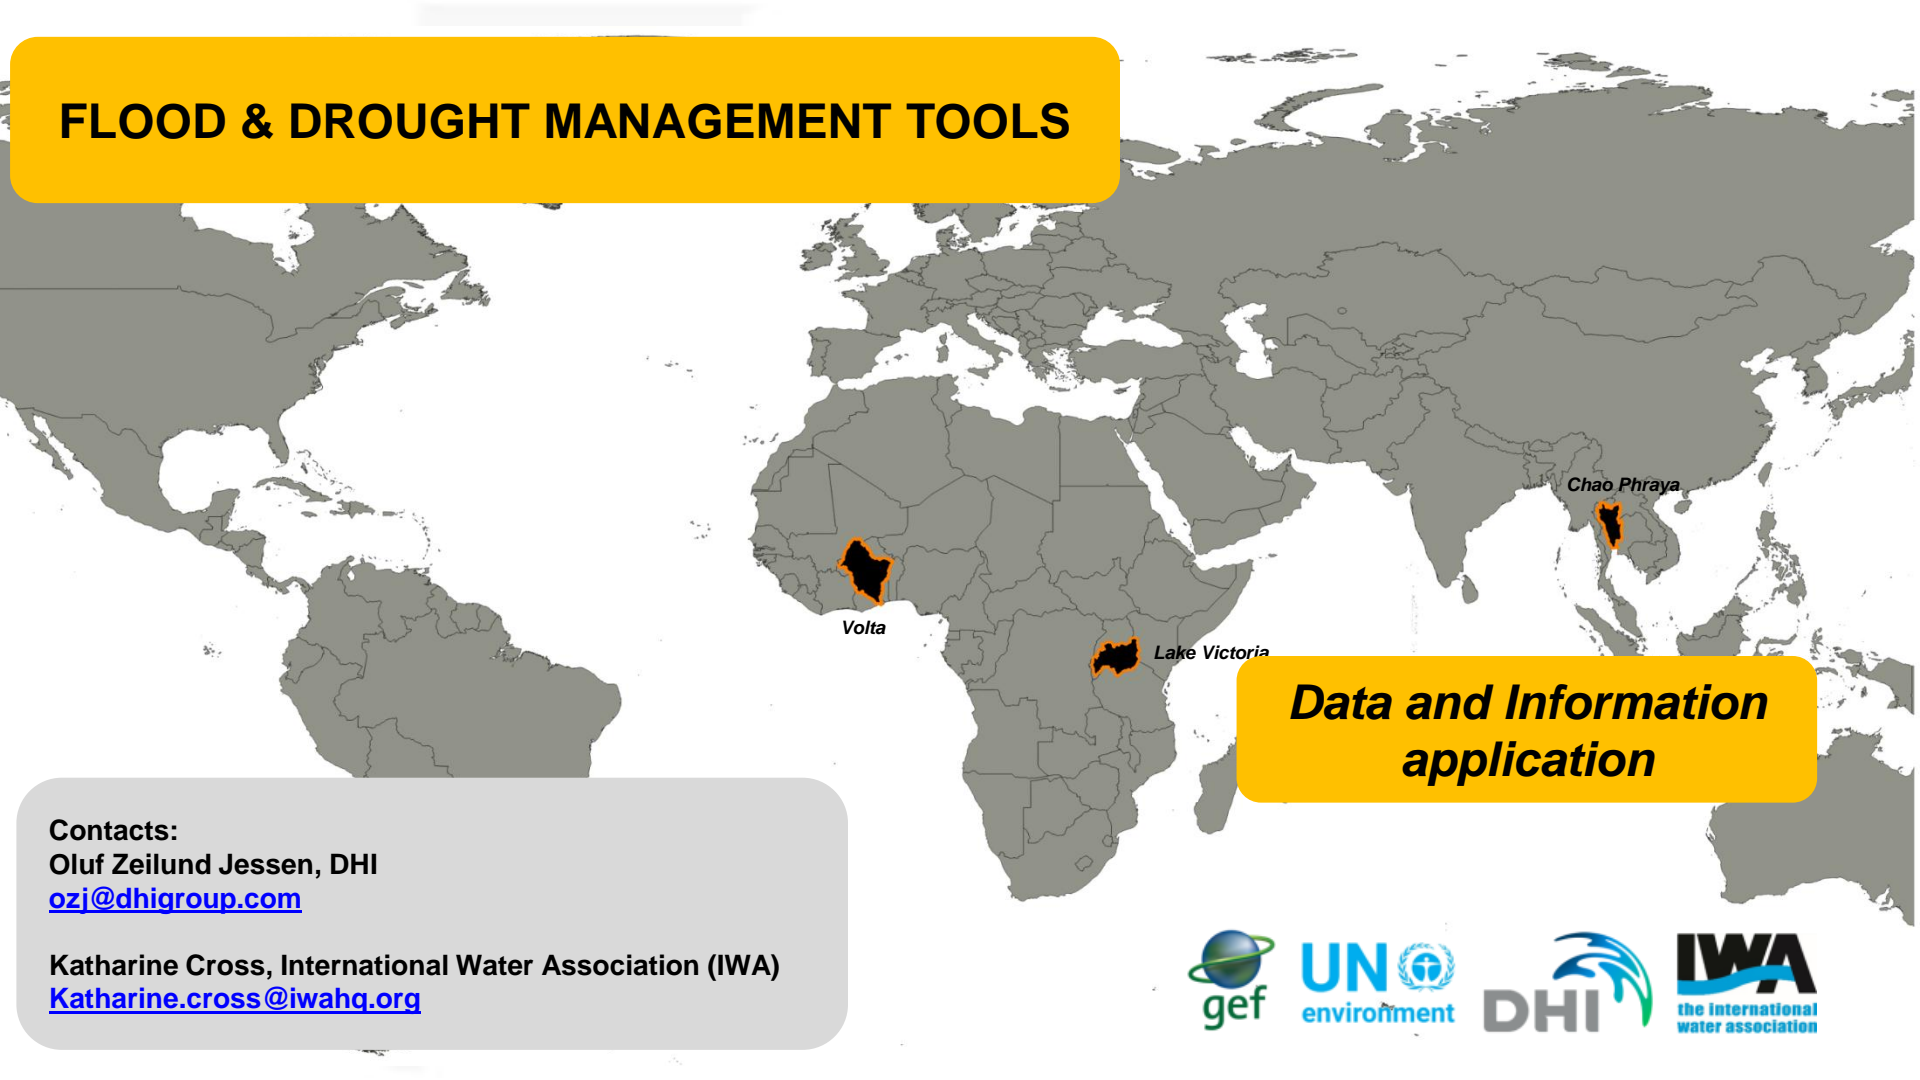 FLOOD & DROUGHT MANAGEMENT TOOLS
Chao Phraya
Volta
Lake Victoria
Data and Information
application
Contacts:
Oluf Zeilund Jessen, DHI
ozj@dhigroup.com
Katharine Cross, International Water Association (IWA)
Katharine.cross@iwahq.org
gef
UN
environment
DHI
IWA
the international
water association